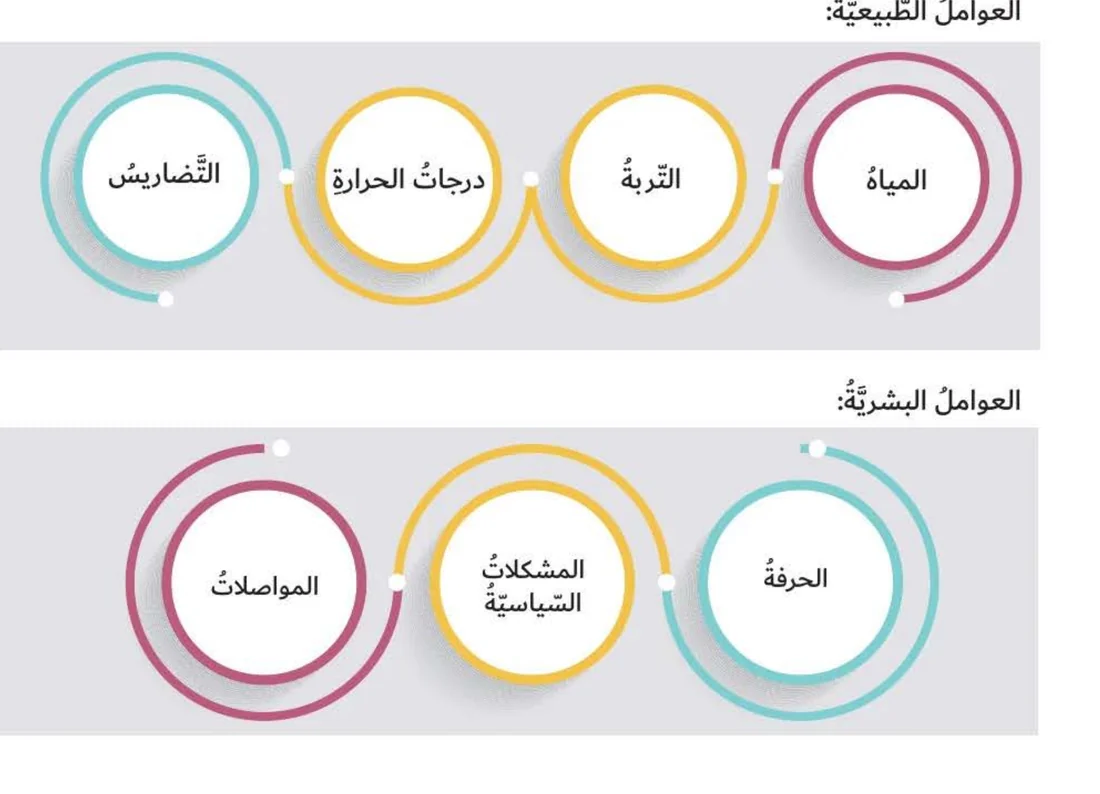 العواملُ الطّبيعيّةُ:
المياهُ
التّربةُ
درجاتُ الحرارةِ
التَّضاريسُ
العواملُ البشريَّةُ:
الحرفةُ
المشكلاتُ
السّياسيّةُ
المواصلاتُ